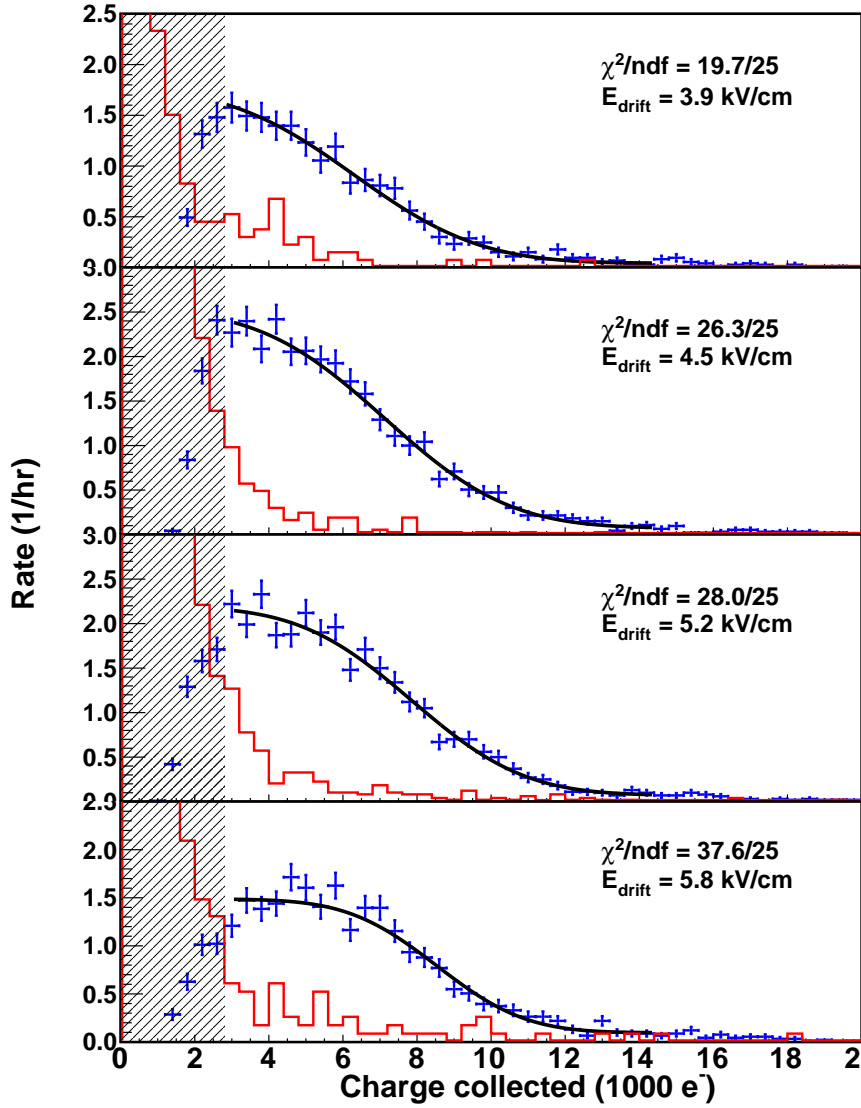 2.5
2.0
1.5
1.0
0.5
χ²/ndf = 19.7/25
E_drift = 3.9 kV/cm
3.0
2.5
2.0
1.5
1.0
0.5
χ²/ndf = 26.3/25
E_drift = 4.5 kV/cm
3.0
2.5
2.0
1.5
1.0
0.5
χ²/ndf = 28.0/25
E_drift = 5.2 kV/cm
2.0
1.5
1.0
0.5
0.0
χ²/ndf = 37.6/25
E_drift = 5.8 kV/cm
0 2 4 6 8 10 12 14 16 18 20
Charge collected (1000 e⁻)
Rate (1/hr)